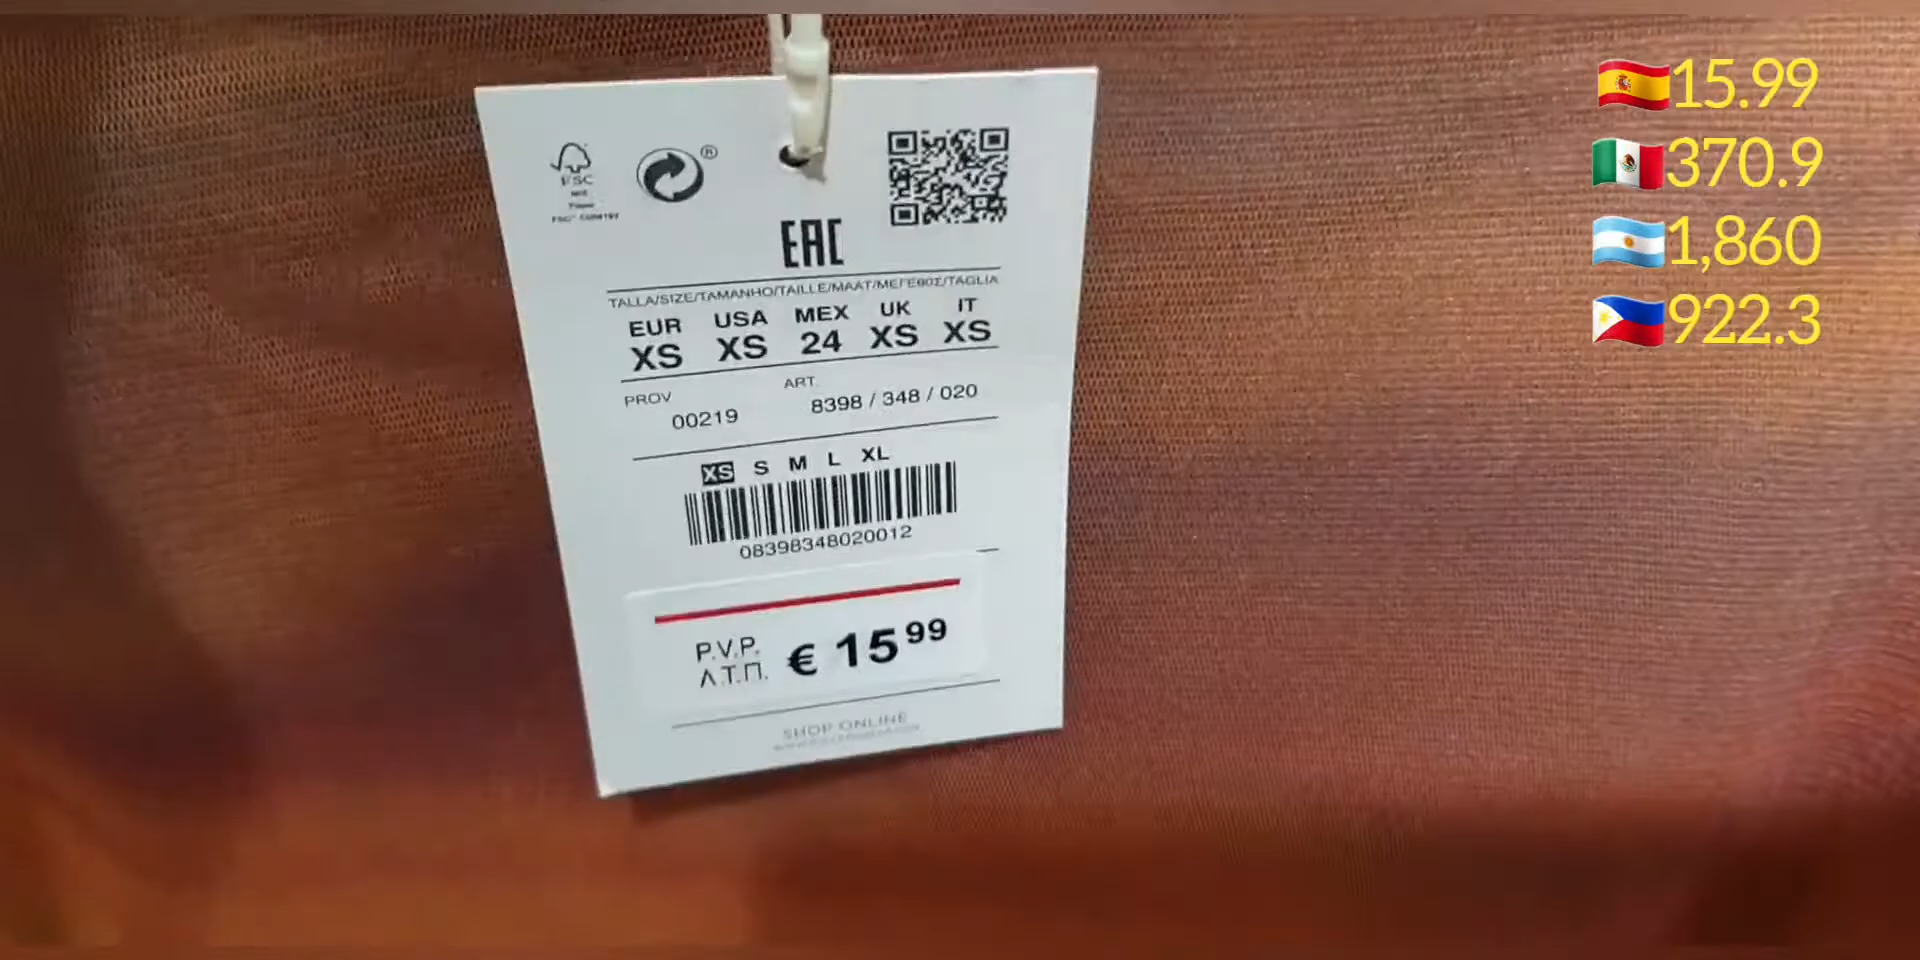 FSC
®
EAC
TALLA/SIZE/TAMANHO/TAILLE/MAAT/ΜΕΓΕΘΟΣ/TAGLIA
EUR USA MEX UK IT
XS XS 24 XS XS
PROV ART.
00219 8398 / 348 / 020
XS S M L XL
08398348020012
P.V.P.
Λ.Τ.Π.
€ 15 99
SHOP ONLINE
15.99
370.9
1,860
922.3